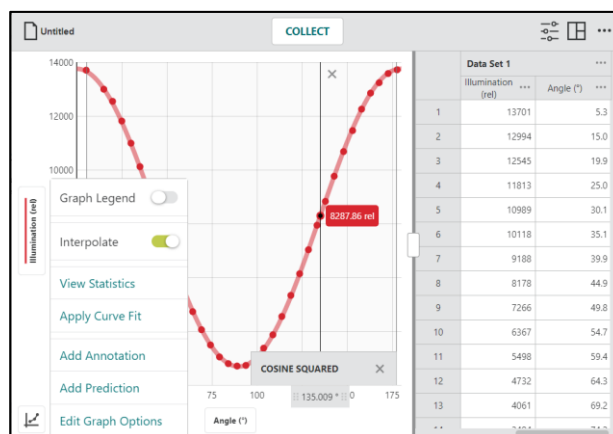 Untitled
COLLECT
14000
12000
10000
Illumination (rel)
Graph Legend
Interpolate
View Statistics
Apply Curve Fit
Add Annotation
Add Prediction
Edit Graph Options
8287.86 rel
COSINE SQUARED
135.009 °
75
100
0
175
Angle (°)
Data Set 1
Illumination (rel) Angle (°)
1 13701 5.3
2 12994 15.0
3 12545 19.9
4 11813 25.0
5 10989 30.1
6 10118 35.1
7 9188 39.9
8 8178 44.9
9 7266 49.8
10 6367 54.7
11 5498 59.4
12 4732 64.3
13 4061 69.2